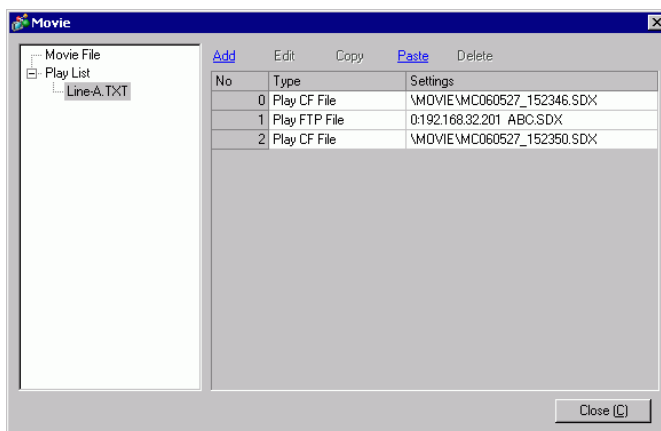 Movie
Movie File
Play List
Line-A.TXT
Add Edit Copy Paste Delete
No Type Settings
0 Play CF File \MOVIE\MC060527_152346.SDX
1 Play FTP File 0:192.168.32.201 ABC.SDX
2 Play CF File \MOVIE\MC060527_152350.SDX
Close (C)